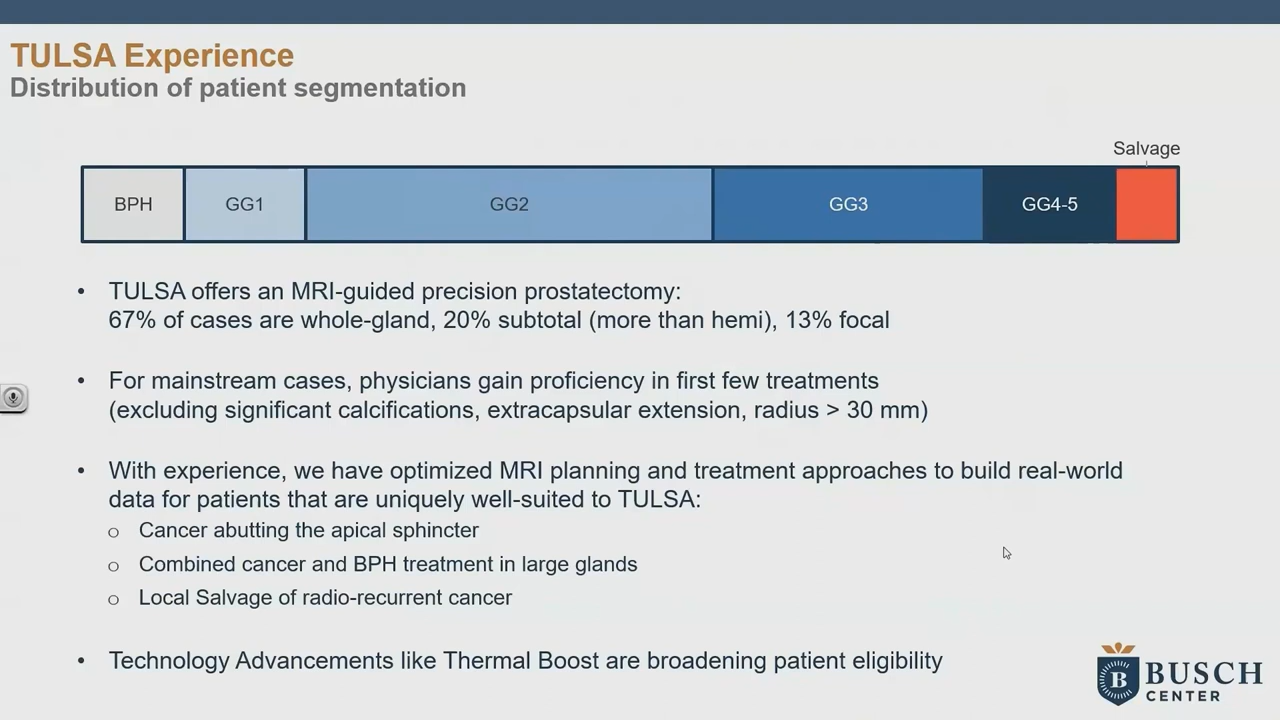 TULSA Experience
Distribution of patient segmentation
Salvage
BPH GG1 GG2 GG3 GG4-5
• TULSA offers an MRI-guided precision prostatectomy:
67% of cases are whole-gland, 20% subtotal (more than hemi), 13% focal
• For mainstream cases, physicians gain proficiency in first few treatments
(excluding significant calcifications, extracapsular extension, radius > 30 mm)
• With experience, we have optimized MRI planning and treatment approaches to build real-world
data for patients that are uniquely well-suited to TULSA:
o Cancer abutting the apical sphincter
o Combined cancer and BPH treatment in large glands
o Local Salvage of radio-recurrent cancer
• Technology Advancements like Thermal Boost are broadening patient eligibility
B BUSCH
CENTER